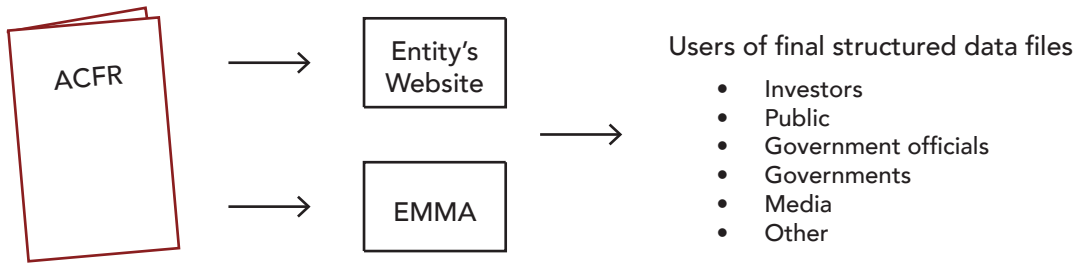 ACFR
Entity's
Website
EMMA
Users of final structured data files
• Investors
• Public
• Government officials
• Governments
• Media
• Other